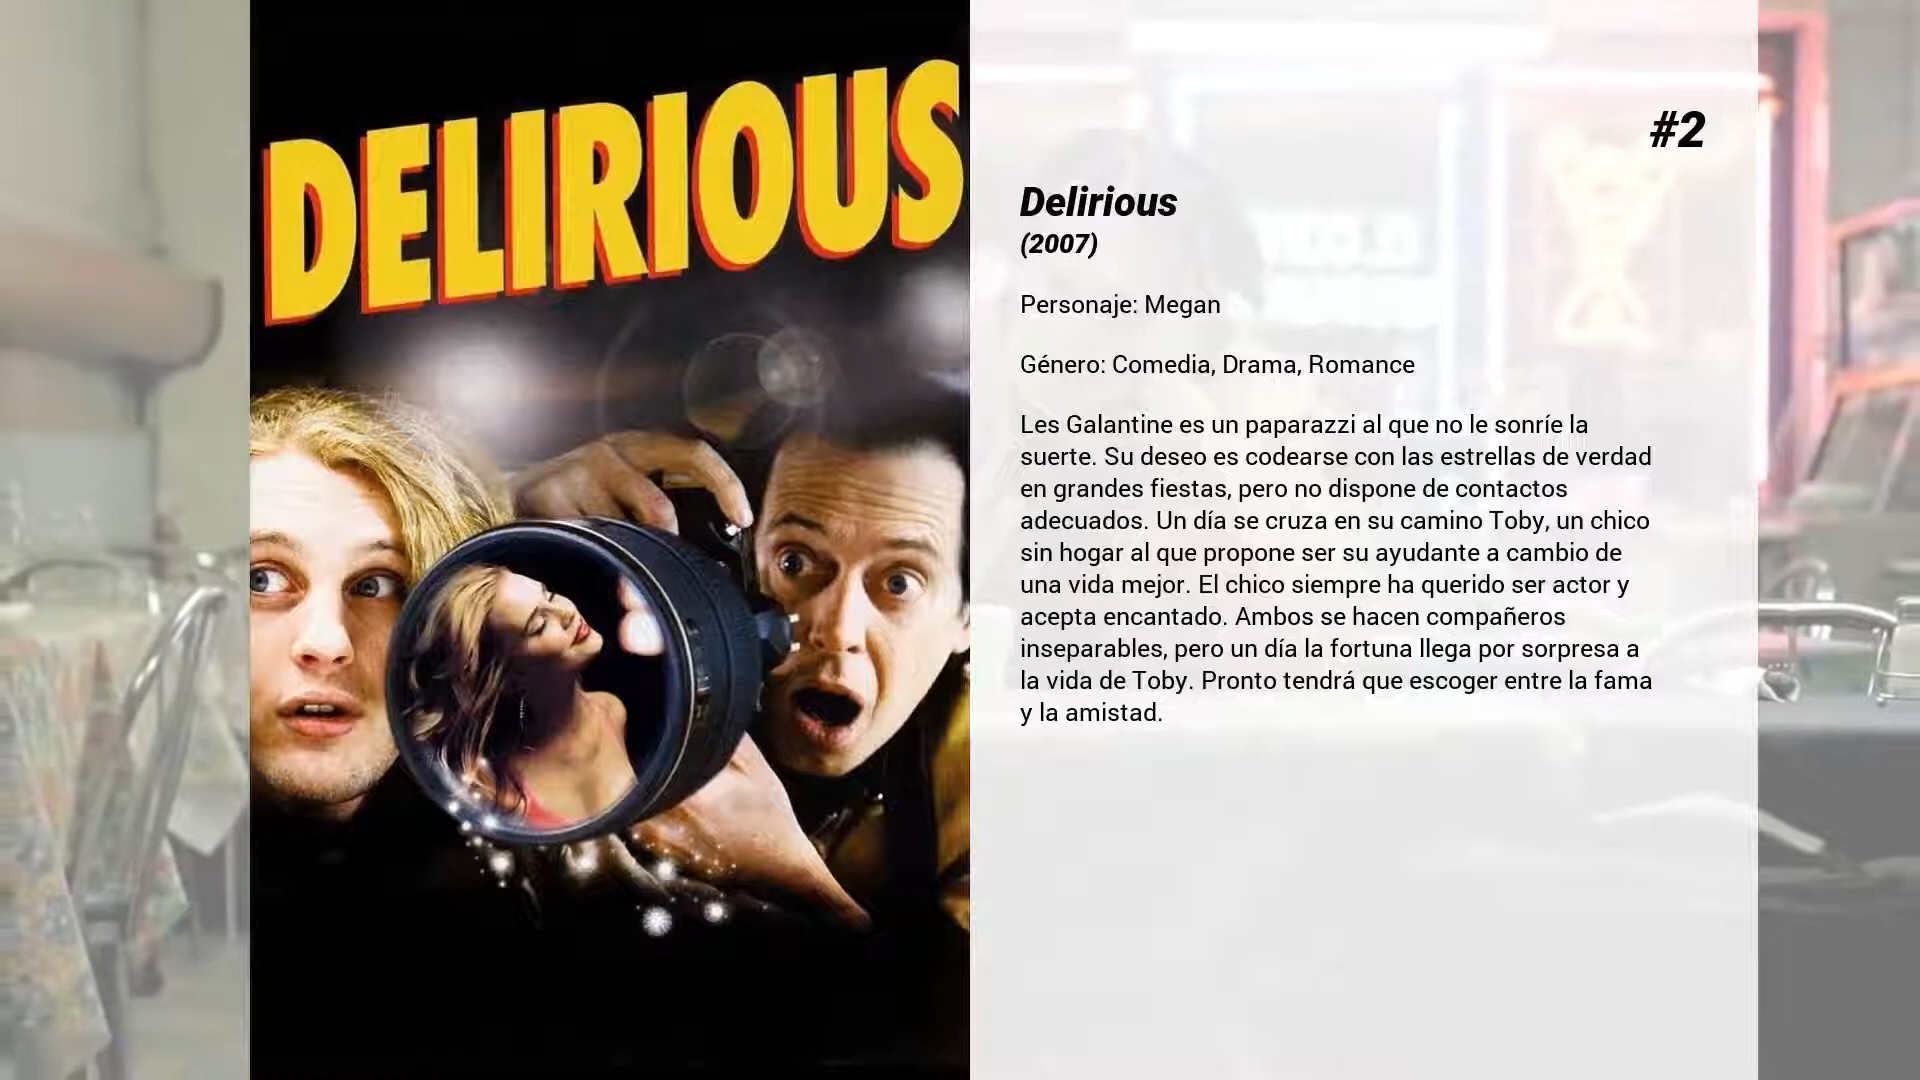 DELIRIOUS
#2
Delirious
(2007)
Personaje: Megan
Género: Comedia, Drama, Romance
Les Galantine es un paparazzi al que no le sonríe la
suerte. Su deseo es codearse con las estrellas de verdad
en grandes fiestas, pero no dispone de contactos
adecuados. Un día se cruza en su camino Toby, un chico
sin hogar al que propone ser su ayudante a cambio de
una vida mejor. El chico siempre ha querido ser actor y
acepta encantado. Ambos se hacen compañeros
inseparables, pero un día la fortuna llega por sorpresa a
la vida de Toby. Pronto tendrá que escoger entre la fama
y la amistad.